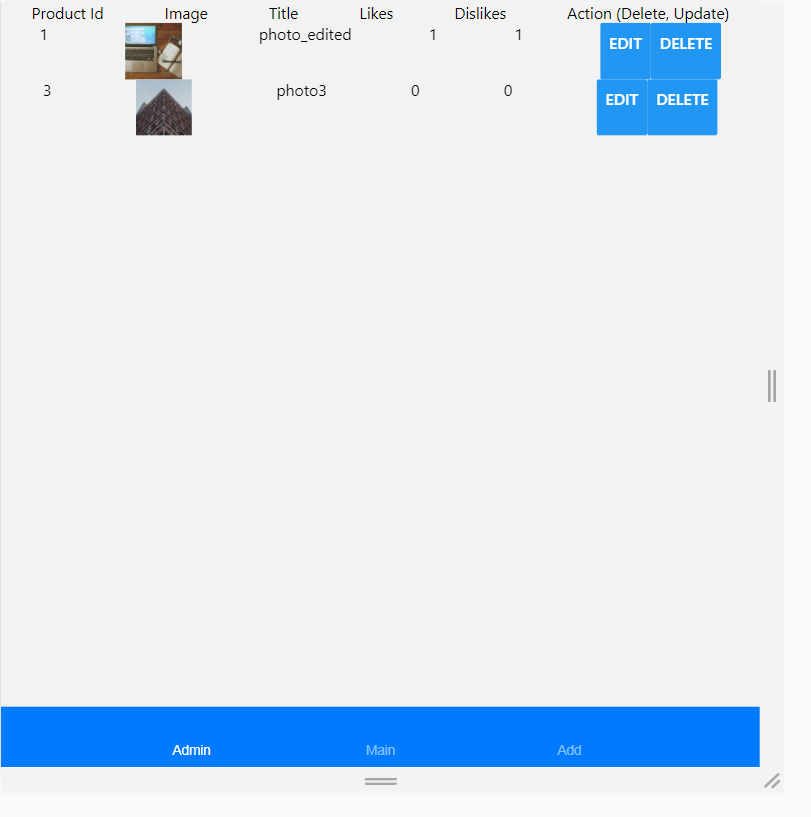 Product Id Image Title Likes Dislikes Action (Delete, Update)
1 photo_edited 1 1 EDIT DELETE
3 photo3 0 0 EDIT DELETE
Admin Main Add